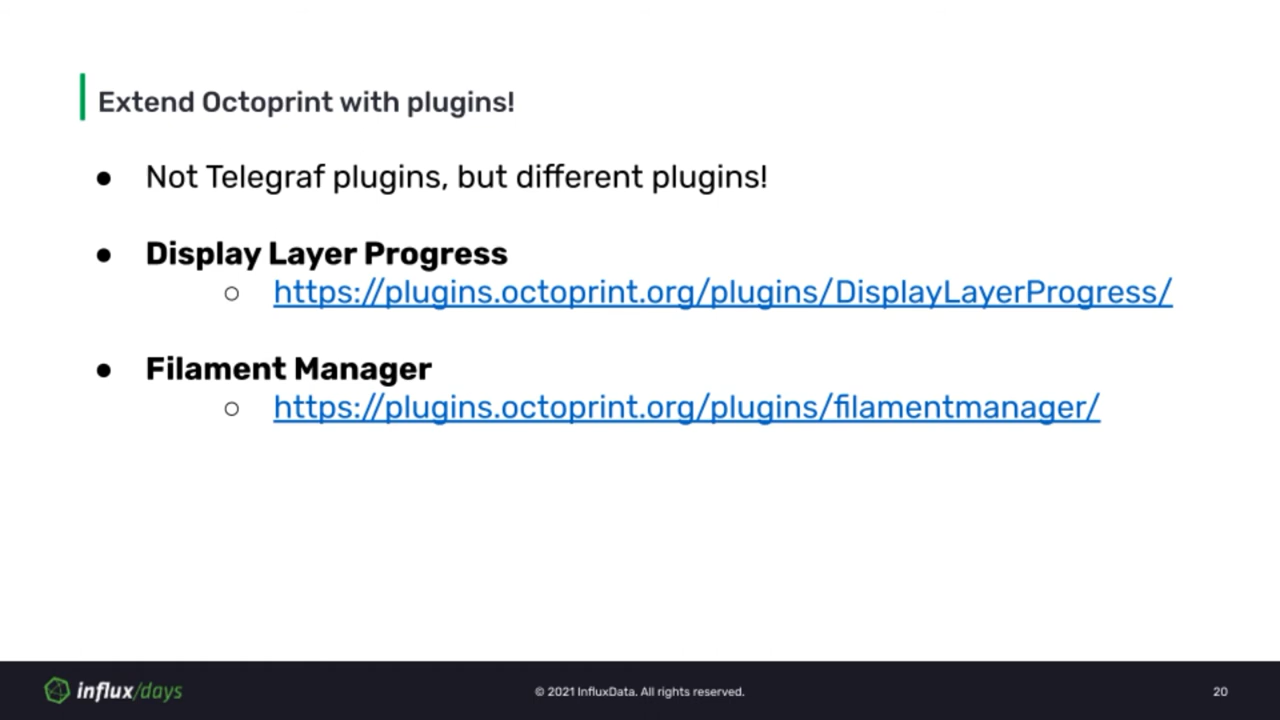 Extend Octoprint with plugins!
● Not Telegraf plugins, but different plugins!
● Display Layer Progress
○ https://plugins.octoprint.org/plugins/DisplayLayerProgress/
● Filament Manager
○ https://plugins.octoprint.org/plugins/filamentmanager/
influx/days
© 2021 InfluxData. All rights reserved.
20